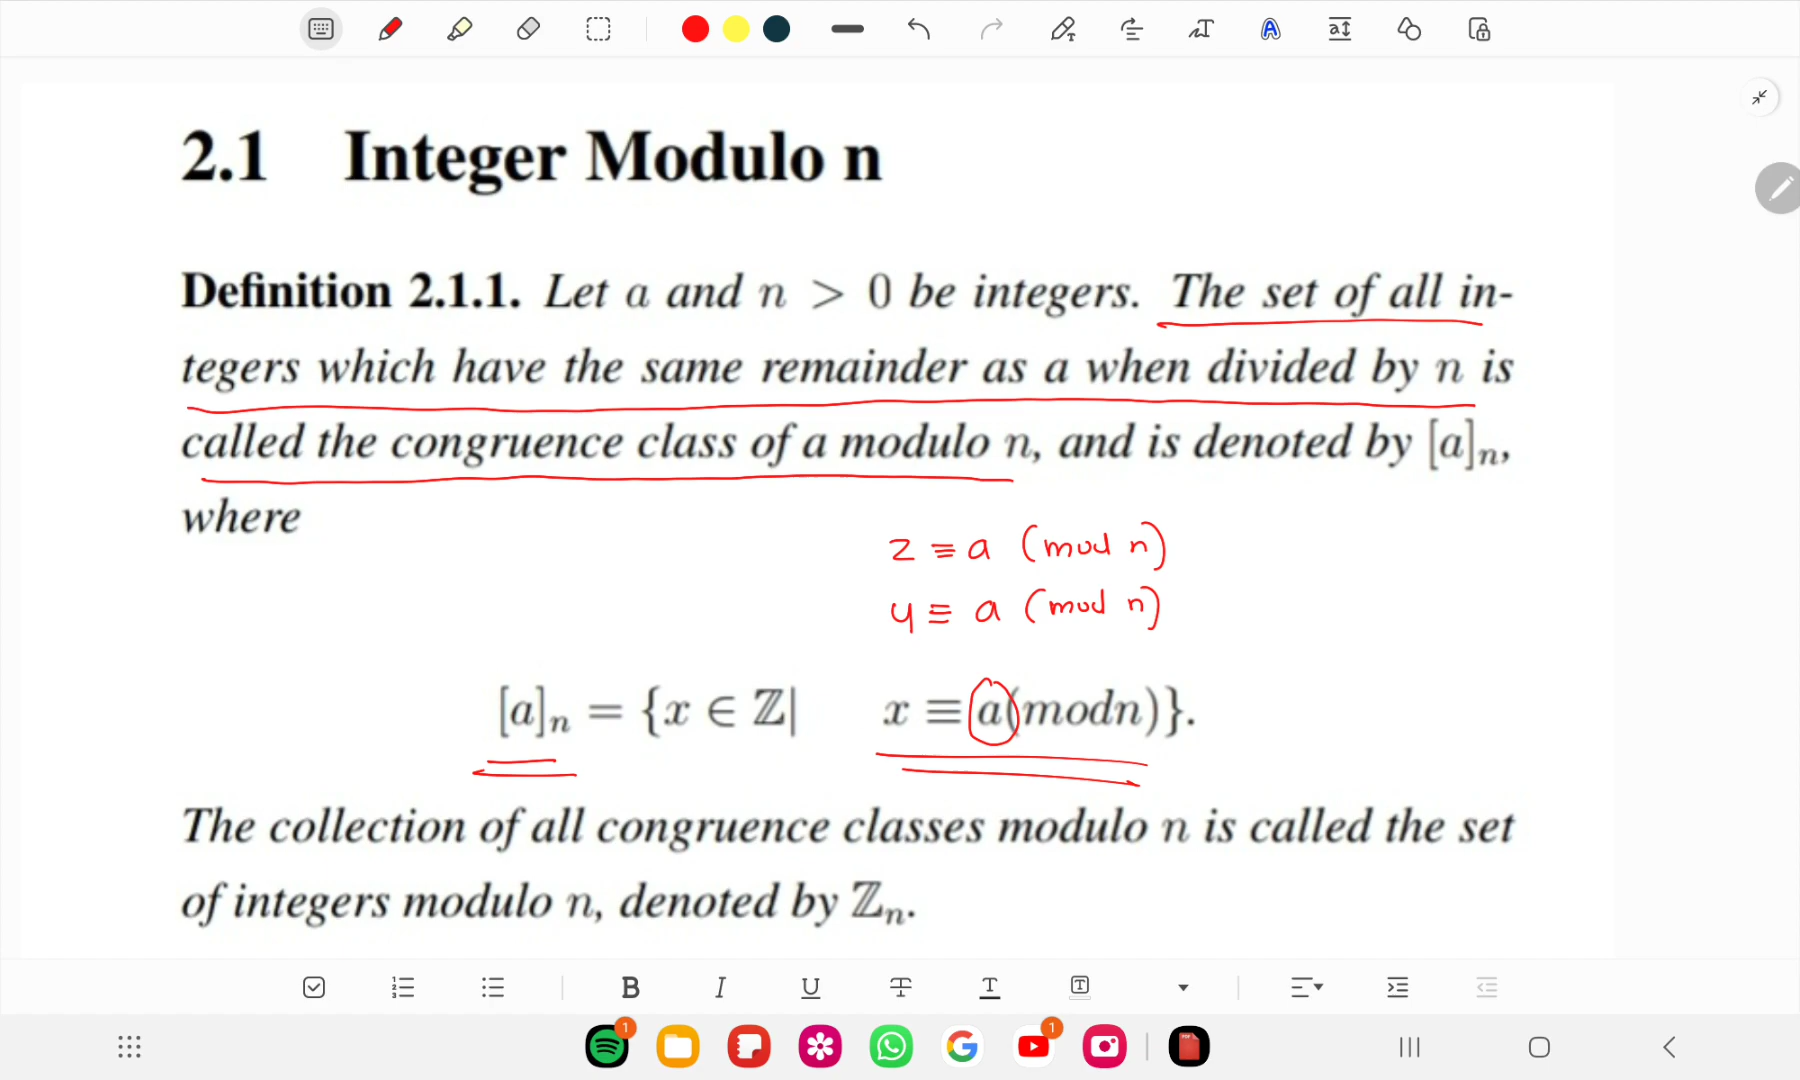 2.1 Integer Modulo n
Definition 2.1.1. Let a and n > 0 be integers. The set of all in-
tegers which have the same remainder as a when divided by n is
called the congruence class of a modulo n, and is denoted by [a]ₙ,
where
z ≡ a (mod n)
y ≡ a (mod n)
[a]ₙ = {x ∈ ℤ| x ≡ a(modn)}.
The collection of all congruence classes modulo n is called the set
of integers modulo n, denoted by ℤₙ.
B I U T T T
1 1